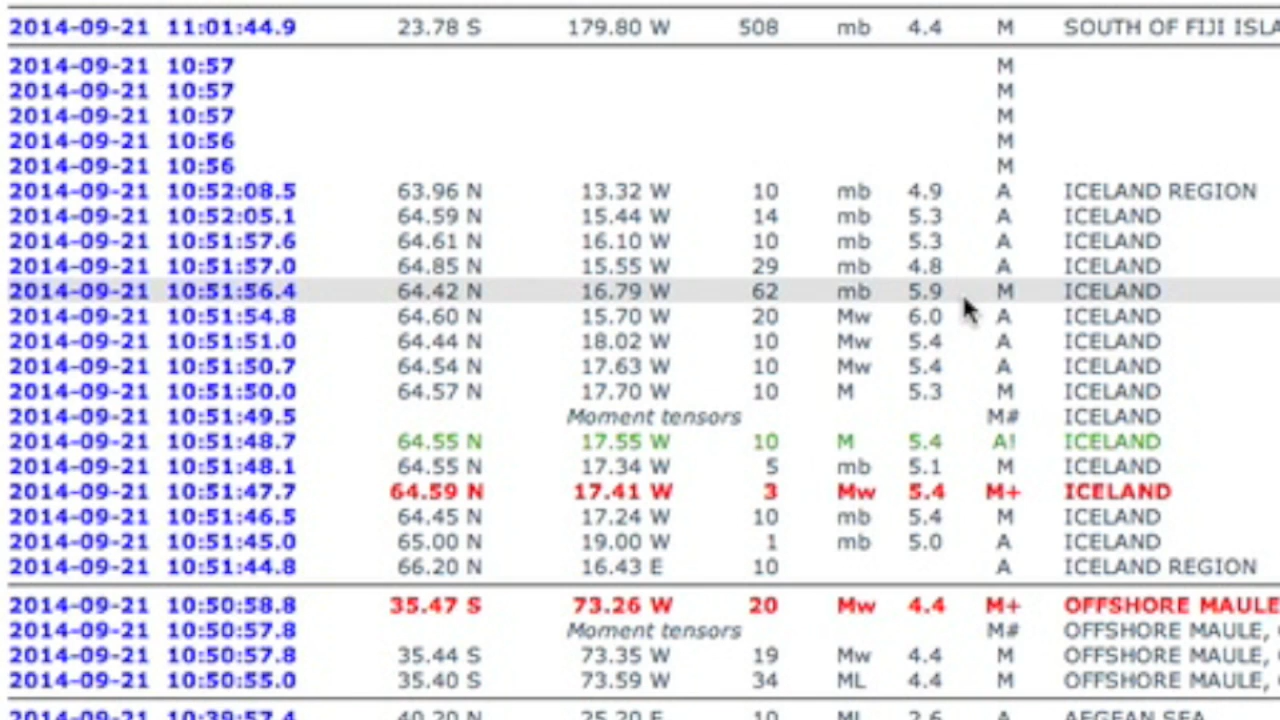 2014-09-21 11:01:44.9 23.78 S 179.80 W 508 mb 4.4 M SOUTH OF FIJI
2014-09-21 10:57 M
2014-09-21 10:57 M
2014-09-21 10:57 M
2014-09-21 10:56 M
2014-09-21 10:56 M
2014-09-21 10:52:08.5 63.96 N 13.32 W 10 mb 4.9 A ICELAND REGION
2014-09-21 10:52:05.1 64.59 N 15.44 W 14 mb 5.3 A ICELAND
2014-09-21 10:51:57.6 64.61 N 16.10 W 10 mb 5.3 A ICELAND
2014-09-21 10:51:57.0 64.85 N 15.55 W 29 mb 4.8 A ICELAND
2014-09-21 10:51:56.4 64.42 N 16.79 W 62 mb 5.9 M ICELAND
2014-09-21 10:51:54.8 64.60 N 15.70 W 20 Mw 6.0 A ICELAND
2014-09-21 10:51:51.0 64.44 N 18.02 W 10 Mw 5.4 A ICELAND
2014-09-21 10:51:50.7 64.54 N 17.63 W 10 Mw 5.4 A ICELAND
2014-09-21 10:51:50.0 64.57 N 17.70 W 10 M 5.3 M ICELAND
2014-09-21 10:51:49.5 Moment tensors M# ICELAND
2014-09-21 10:51:48.7 64.55 N 17.55 W 10 M 5.4 A! ICELAND
2014-09-21 10:51:48.1 64.55 N 17.34 W 5 mb 5.1 M ICELAND
2014-09-21 10:51:47.7 64.59 N 17.41 W 3 Mw 5.4 M+ ICELAND
2014-09-21 10:51:46.5 64.45 N 17.24 W 10 mb 5.4 M ICELAND
2014-09-21 10:51:45.0 65.00 N 19.00 W 1 mb 5.0 A ICELAND
2014-09-21 10:51:44.8 66.20 N 16.43 E 10 A ICELAND REGION
2014-09-21 10:50:58.8 35.47 S 73.26 W 20 Mw 4.4 M+ OFFSHORE MAULE
2014-09-21 10:50:57.8 Moment tensors M# OFFSHORE MAULE,
2014-09-21 10:50:57.8 35.44 S 73.35 W 19 Mw 4.4 M OFFSHORE MAULE,
2014-09-21 10:50:55.0 35.40 S 73.59 W 34 ML 4.4 M OFFSHORE MAULE,
2014-09-21 10:39:57.4 40.20 N 25.20 E 10 ML 2.6 A AEGEAN SEA